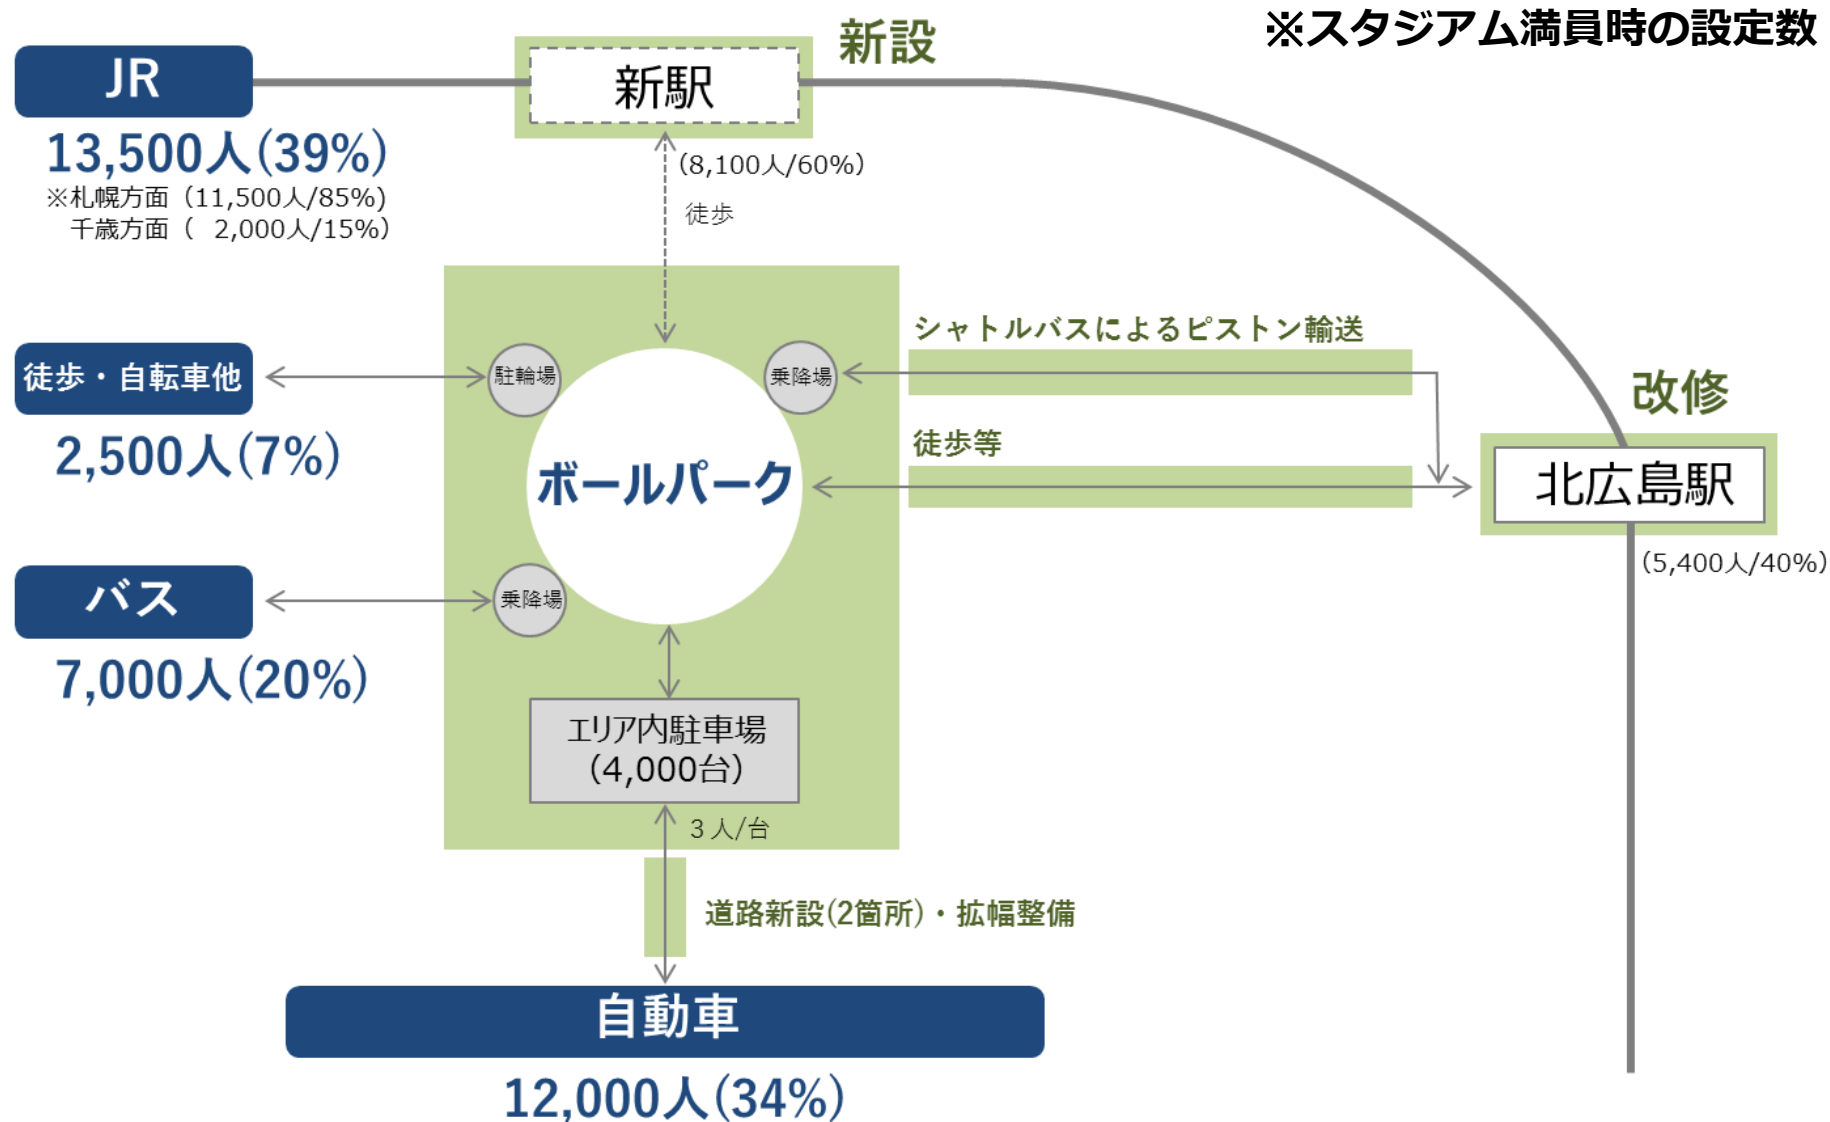 ※スタジアム満員時の設定数
JR
13,500人(39%)
※札幌方面（11,500人/85%)
千歳方面（ 2,000人/15%）
新駅
新設
（8,100人/60%）
徒歩
徒歩・自転車他
2,500人(7%)
駐輪場
乗降場
シャトルバスによるピストン輸送
徒歩等
ボールパーク
改修
北広島駅
（5,400人/40%）
バス
7,000人(20%)
乗降場
エリア内駐車場
（4,000台）
３人/台
道路新設(2箇所)・拡幅整備
自動車
12,000人(34%)